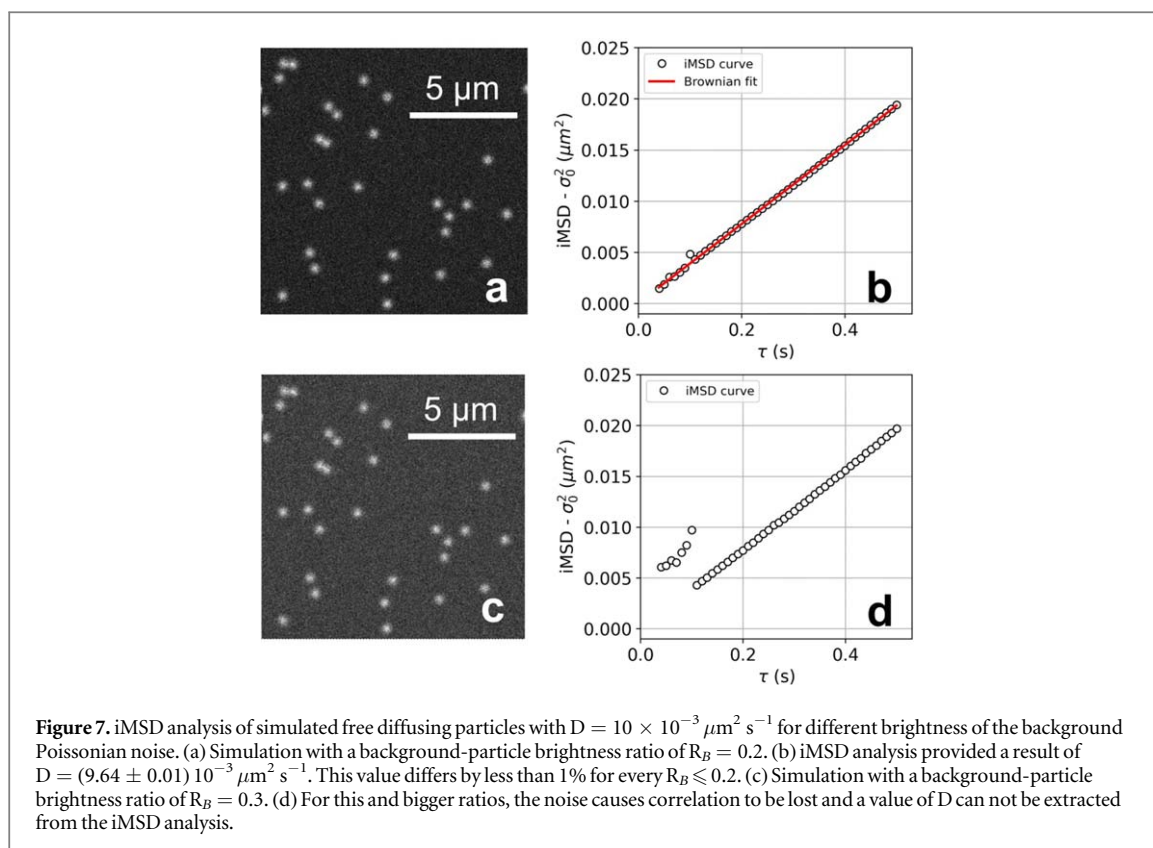 5 μm
a
0.025
0.020
0.015
0.010
0.005
0.000
iMSD - σ₀² (μm²)
iMSD curve
Brownian fit
b
0.0 0.2 0.4
τ (s)
5 μm
c
0.025
0.020
0.015
0.010
0.005
0.000
iMSD - σ₀² (μm²)
iMSD curve
d
0.0 0.2 0.4
τ (s)
Figure 7. iMSD analysis of simulated free diffusing particles with D = 10 × 10⁻³ μm² s⁻¹ for different brightness of the background
Poissonian noise. (a) Simulation with a background-particle brightness ratio of R_B = 0.2. (b) iMSD analysis provided a result of
D = (9.64 ± 0.01) 10⁻³ μm² s⁻¹. This value differs by less than 1% for every R_B ⩽ 0.2. (c) Simulation with a background-particle
brightness ratio of R_B = 0.3. (d) For this and bigger ratios, the noise causes correlation to be lost and a value of D can not be extracted
from the iMSD analysis.